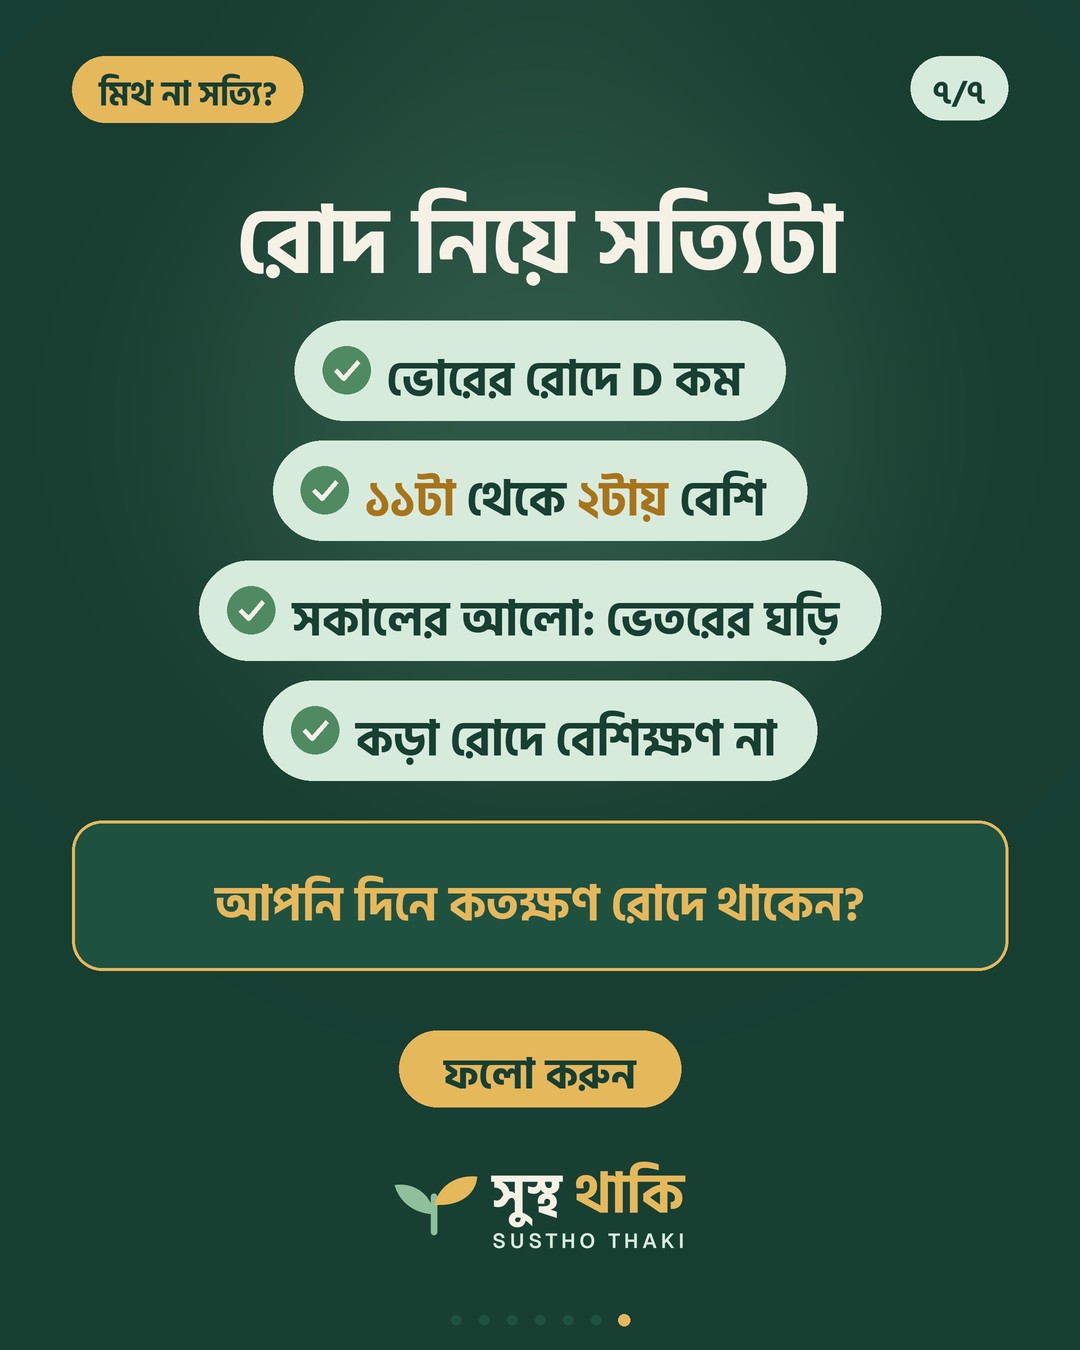 মিথ না সত্যি?
৭/৭
রোদ নিয়ে সত্যিটা
ভোরের রোদে D কম
১১টা থেকে ২টায় বেশি
সকালের আলো: ভেতরের ঘড়ি
কড়া রোদে বেশিক্ষণ না
আপনি দিনে কতক্ষণ রোদে থাকেন?
ফলো করুন
সুস্থ থাকি
SUSTHO THAKI